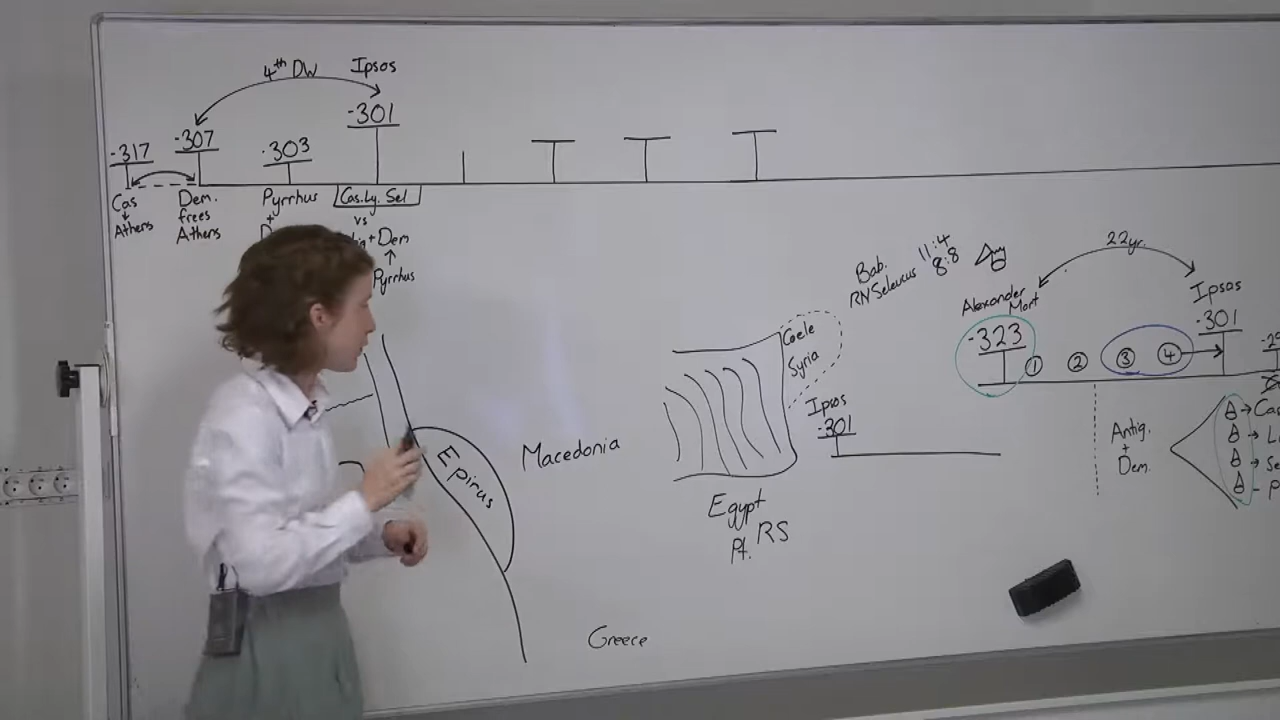 4th DW
Ipsos
-317
-307
-303
-301
Cas
Athens
Dem.
frees
Athens
Pyrrhus
+
Cas. Ly. Sel
vs
+ Dem
↑
Pyrrhus
Epirus
Macedonia
Greece
Coele
Syria
Egypt
Pt.
RS
Ipsos
-301
Bab.
RN Seleucus
11:4
8:8
Alexander
Mort
-323
22yr.
Ipsos
-301
① ② ③ ④
Antig.
+
Dem.